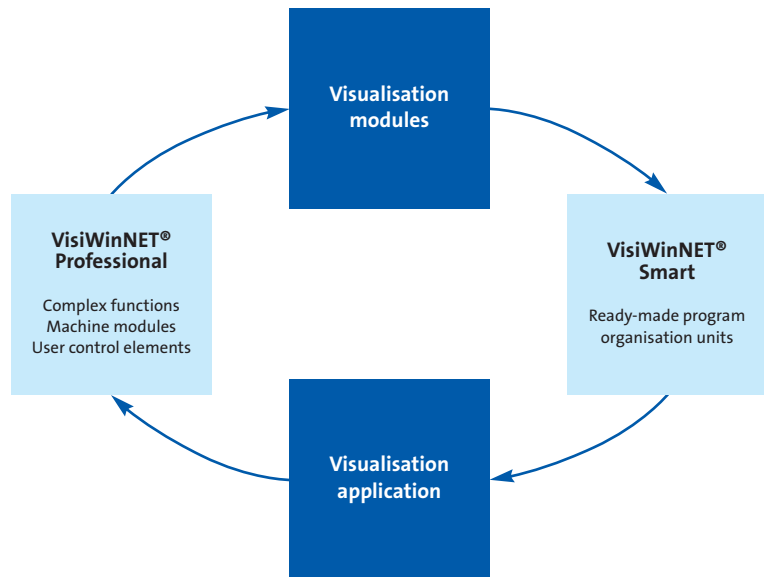 Visualisation
modules
VisiWinNET®
Professional
Complex functions
Machine modules
User control elements
VisiWinNET®
Smart
Ready-made program
organisation units
Visualisation
application